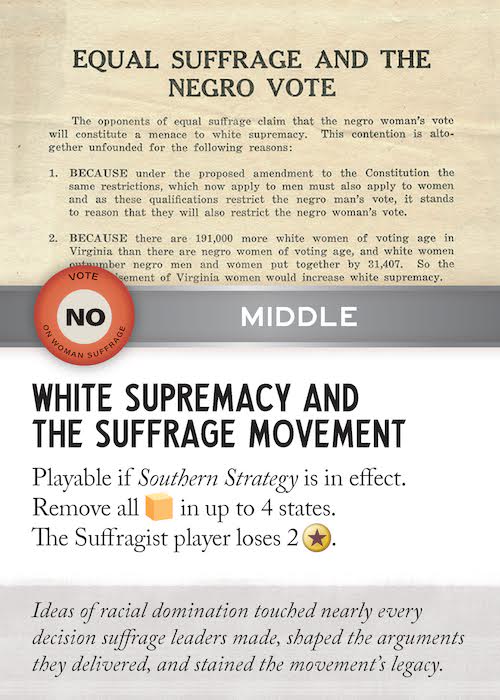 EQUAL SUFFRAGE AND THE
NEGRO VOTE
The opponents of equal suffrage claim that the negro woman's vote
will constitute a menace to white supremacy. This contention is alto-
gether unfounded for the following reasons:
1. BECAUSE under the proposed amendment to the Constitution the
same restrictions, which now apply to men must also apply to women
and as these qualifications restrict the negro man's vote, it stands
to reason that they will also restrict the negro woman's vote.
2. BECAUSE there are 191,000 more white women of voting age in
Virginia than there are negro women of voting age, and white women
outnumber negro men and women put together by 31,407. So the
of Virginia women would increase white supremacy.
VOTE
NO
ON WOMAN SUFFRAGE
MIDDLE
WHITE SUPREMACY AND
THE SUFFRAGE MOVEMENT
Playable if Southern Strategy is in effect.
Remove all in up to 4 states.
The Suffragist player loses 2 .
Ideas of racial domination touched nearly every
decision suffrage leaders made, shaped the arguments
they delivered, and stained the movement's legacy.